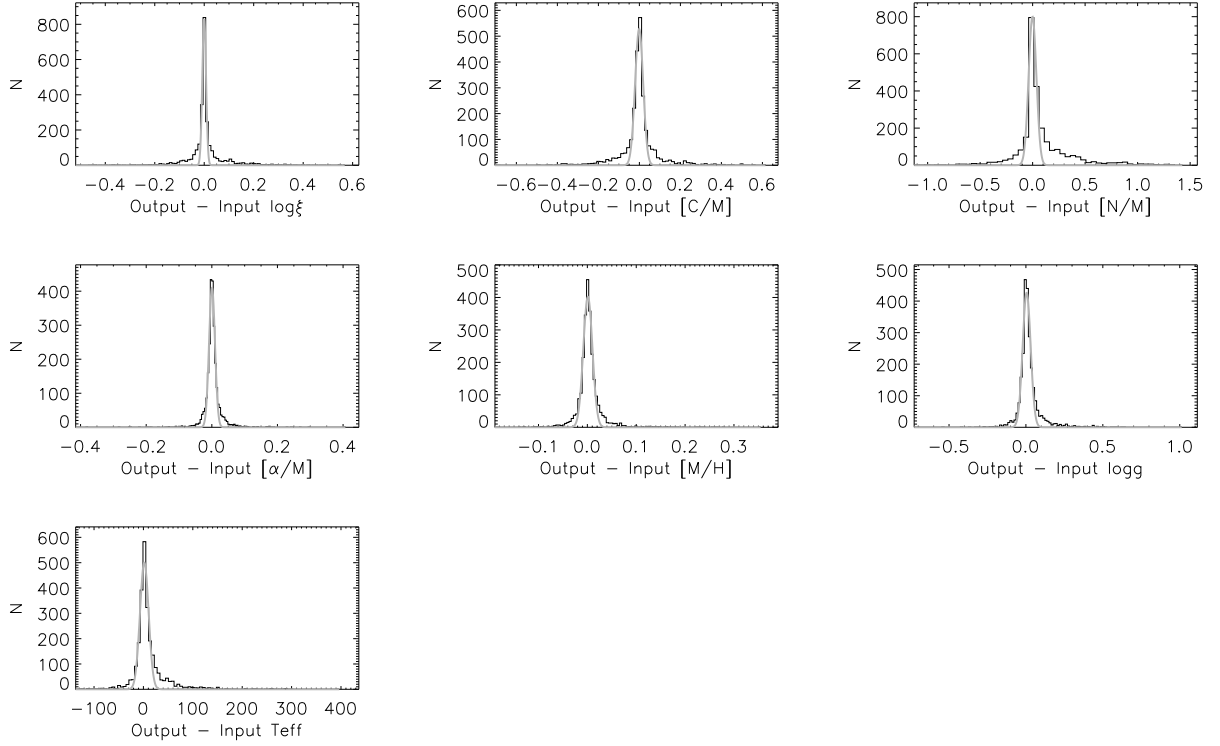 800
600
400
200
0
N
−0.4 −0.2 0.0 0.2 0.4 0.6
Output − Input logξ
600
500
400
300
200
100
0
N
−0.6−0.4−0.2 0.0 0.2 0.4 0.6
Output − Input [C/M]
800
600
400
200
0
N
−1.0 −0.5 0.0 0.5 1.0 1.5
Output − Input [N/M]
400
300
200
100
0
N
−0.4 −0.2 0.0 0.2 0.4
Output − Input [α/M]
500
400
300
200
100
0
N
−0.1 0.0 0.1 0.2 0.3
Output − Input [M/H]
500
400
300
200
100
0
N
−0.5 0.0 0.5 1.0
Output − Input logg
600
500
400
300
200
100
0
N
−100 0 100 200 300 400
Output − Input Teff